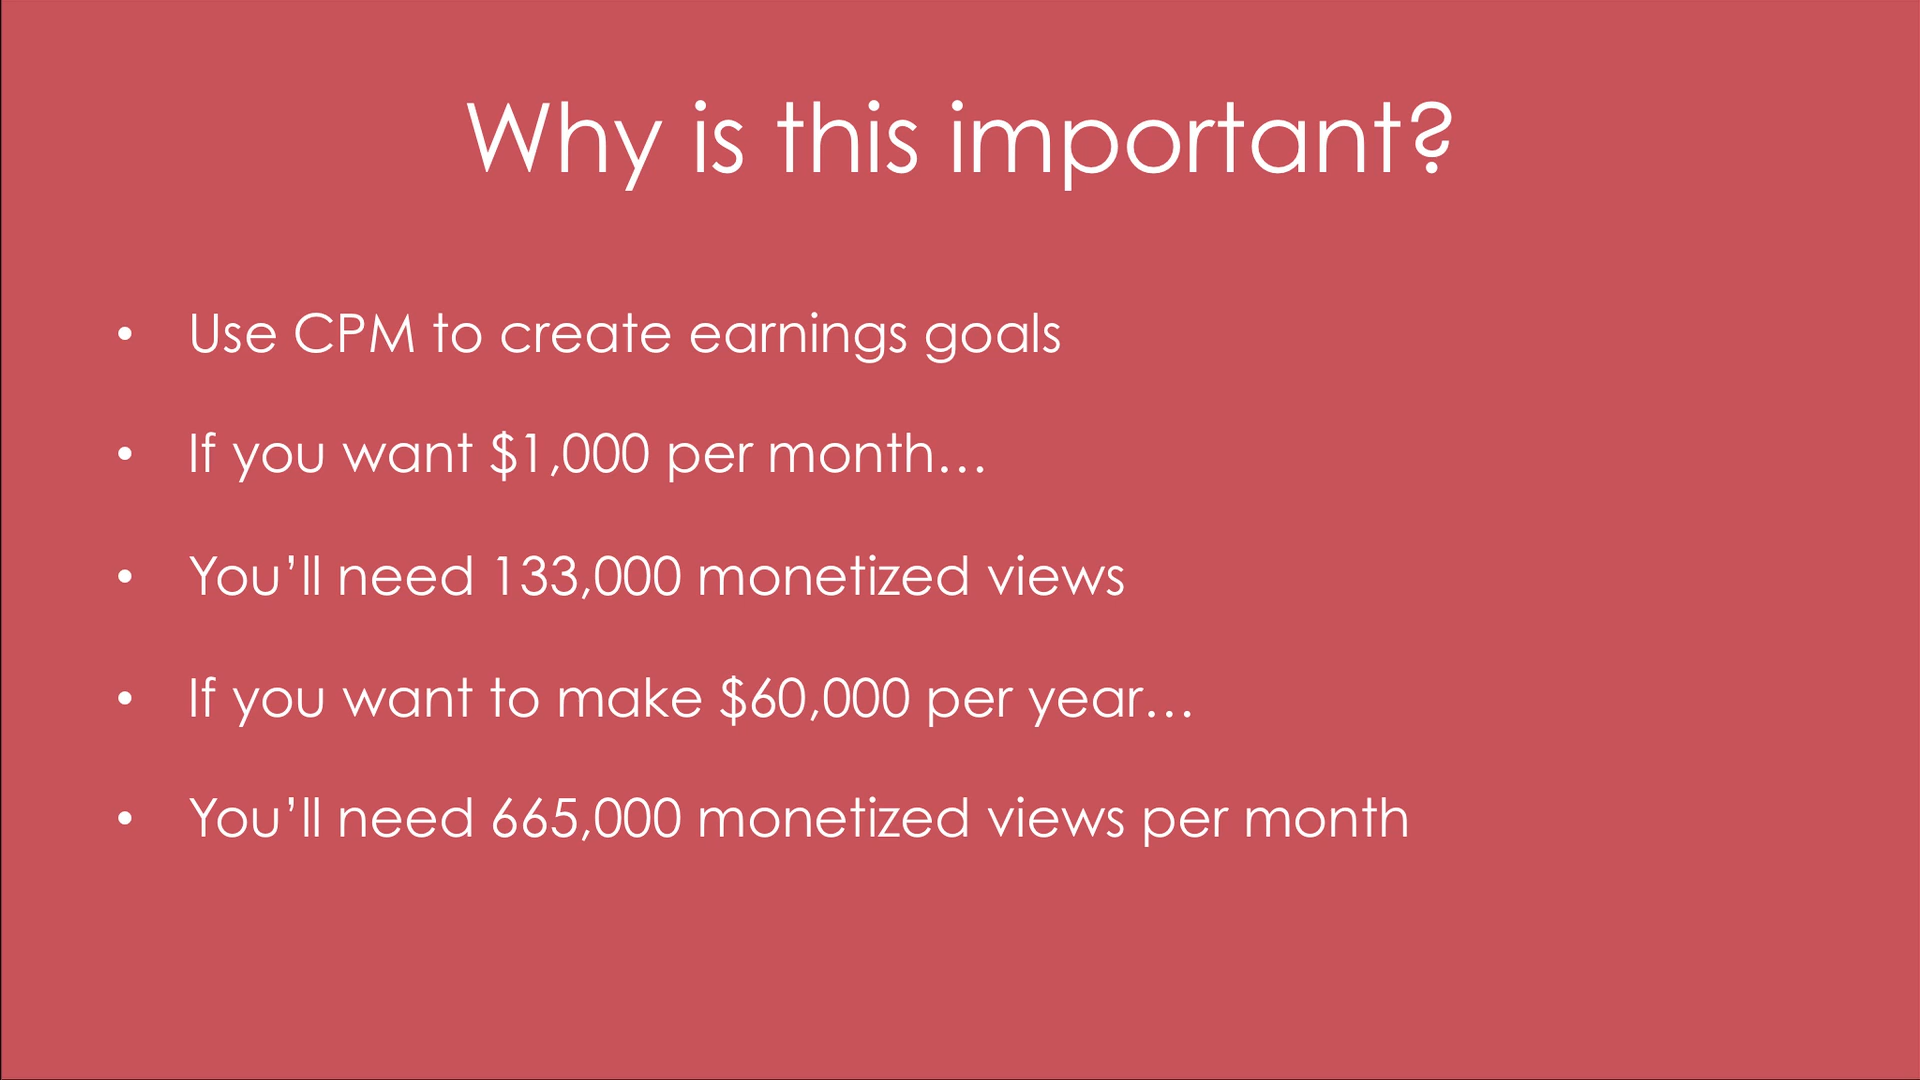 Why is this important?
• Use CPM to create earnings goals
• If you want $1,000 per month…
• You’ll need 133,000 monetized views
• If you want to make $60,000 per year…
• You’ll need 665,000 monetized views per month